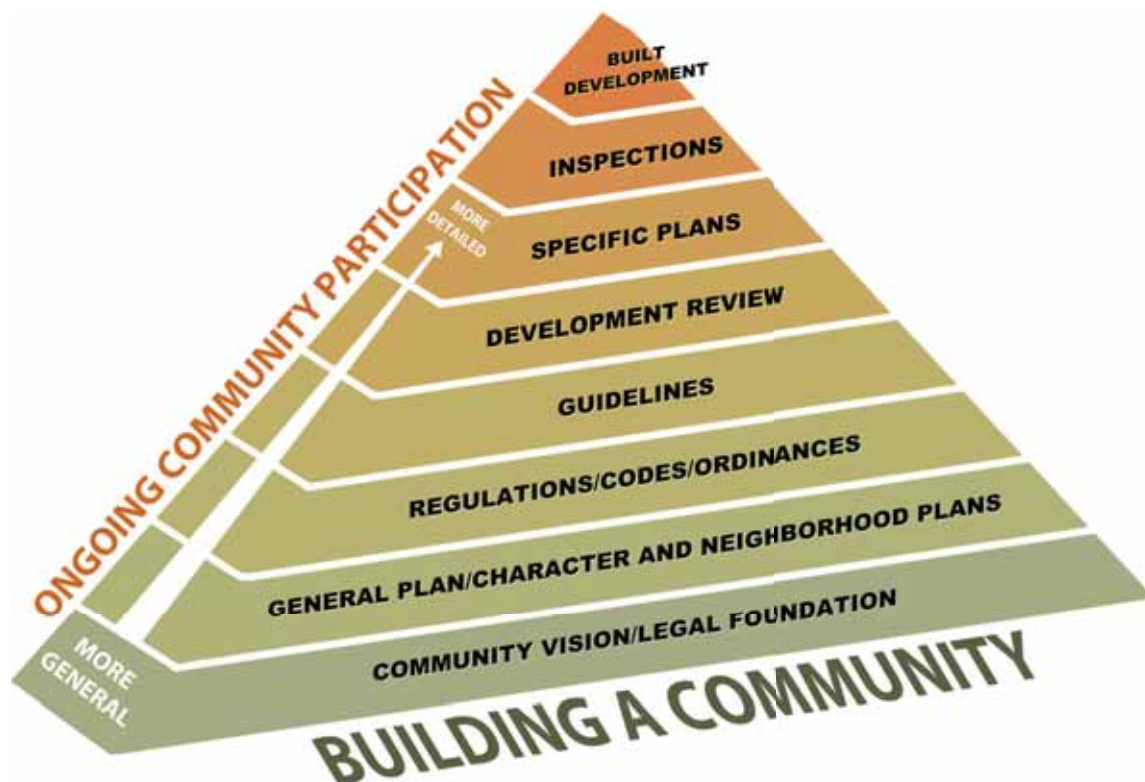 BUILT
DEVELOPMENT
INSPECTIONS
MORE
DETAILED
SPECIFIC PLANS
DEVELOPMENT REVIEW
GUIDELINES
REGULATIONS/CODES/ORDINANCES
GENERAL PLAN/CHARACTER AND NEIGHBORHOOD PLANS
COMMUNITY VISION/LEGAL FOUNDATION
MORE
GENERAL
ONGOING COMMUNITY PARTICIPATION
BUILDING A COMMUNITY